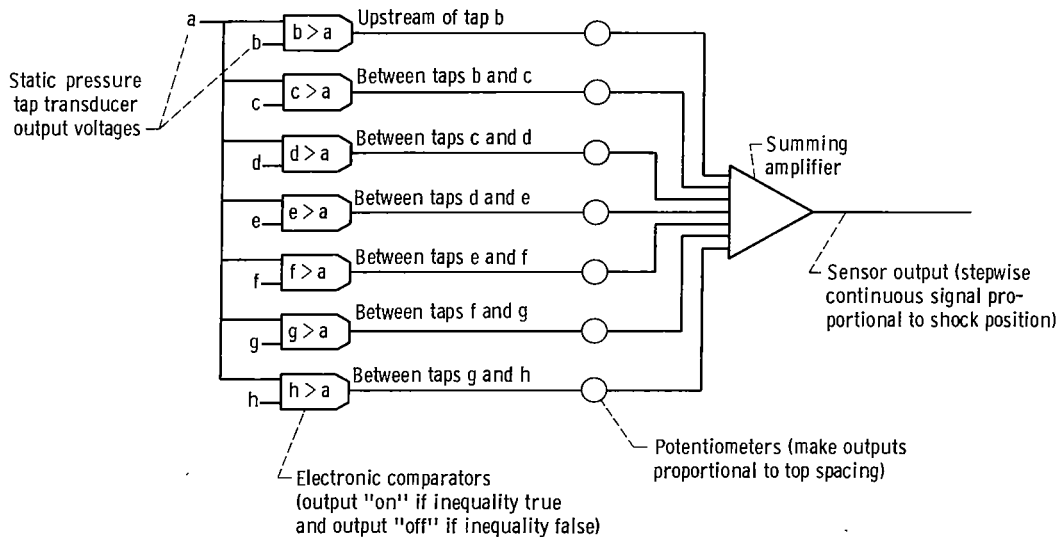 a
b
b > a
Upstream of tap b
Static pressure
tap transducer
output voltages
c
c > a
Between taps b and c
d
d > a
Between taps c and d
Summing
amplifier
e
e > a
Between taps d and e
f
f > a
Between taps e and f
Sensor output (stepwise
continuous signal pro-
portional to shock position)
g
g > a
Between taps f and g
h
h > a
Between taps g and h
Potentiometers (make outputs
proportional to top spacing)
Electronic comparators
(output "on" if inequality true
and output "off" if inequality false)